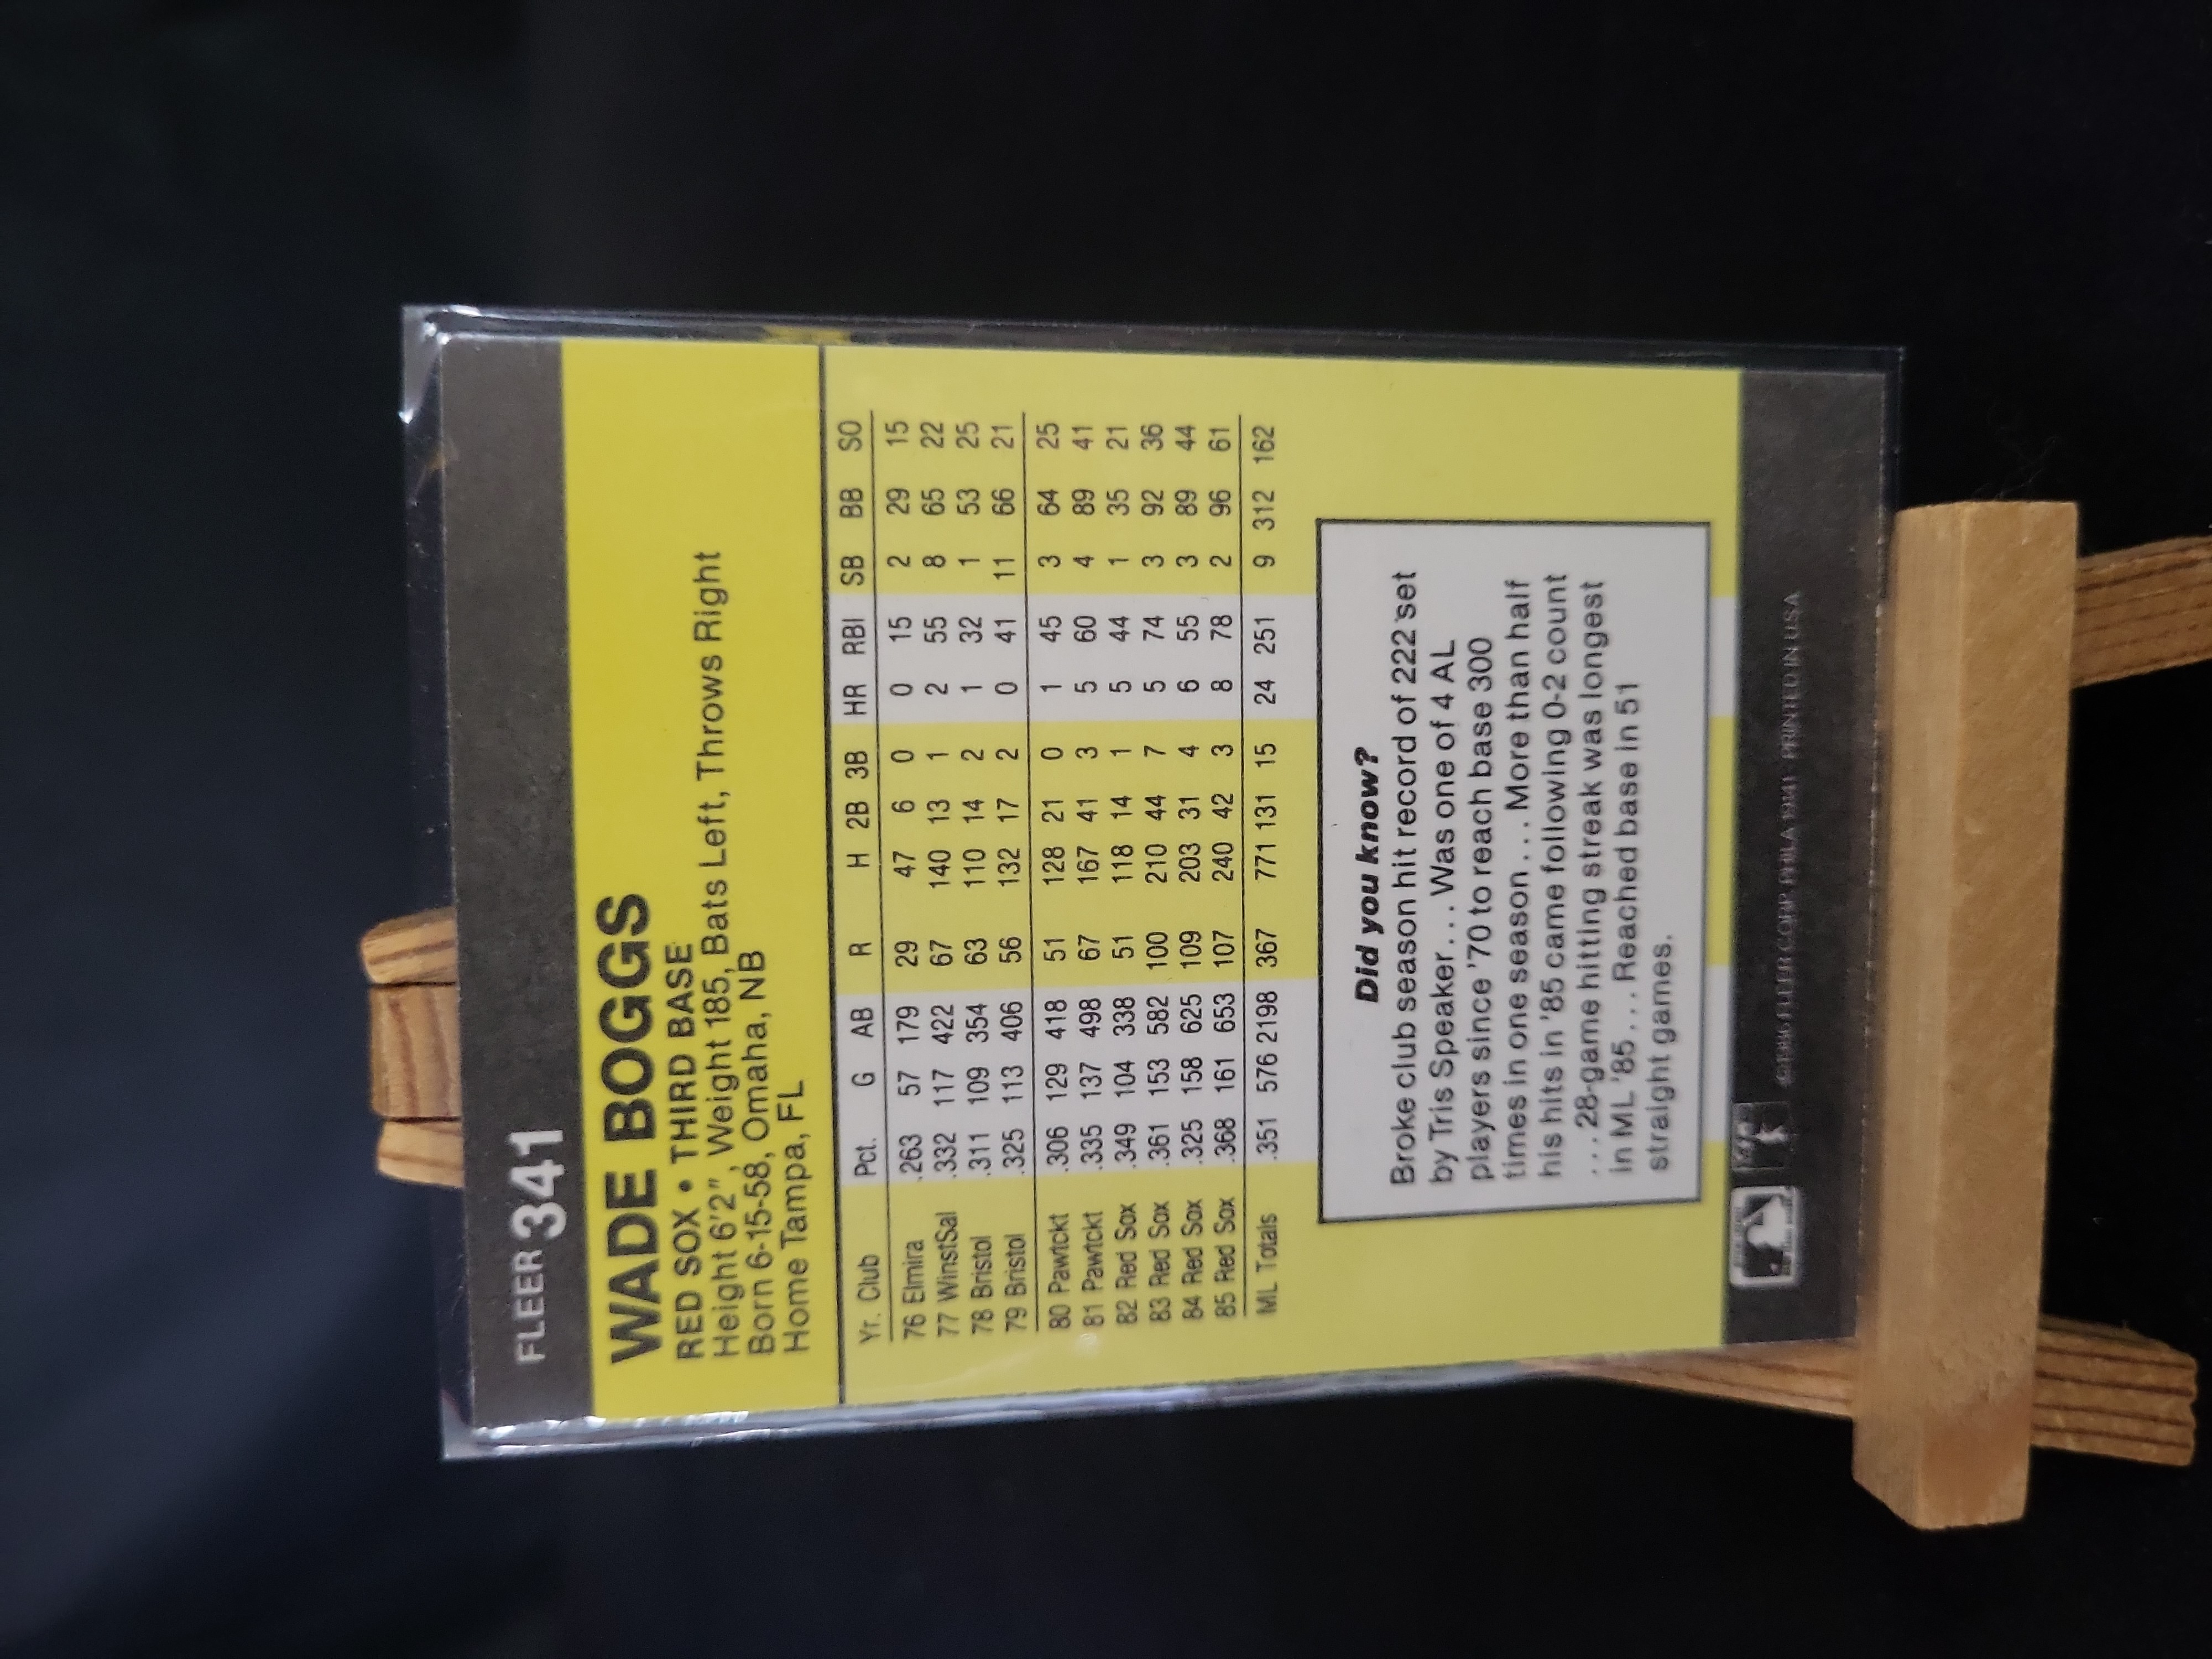 FLEER 341
WADE BOGGS
RED SOX • THIRD BASE
Height 6'2", Weight 185, Bats Left, Throws Right
Born 6-15-58, Omaha, NB
Home Tampa, FL
Yr. Club Pct. G AB R H 2B 3B HR RBI SB BB SO
76 Elmira .263 57 179 29 47 6 0 0 15 2 29 15
77 WinstSal .332 117 422 67 140 13 1 2 55 8 65 22
78 Bristol .311 109 354 63 110 14 2 1 32 1 53 25
79 Bristol .325 113 406 56 132 17 2 0 41 11 66 21
80 Pawtckt .306 129 418 51 128 21 0 1 45 3 64 25
81 Pawtckt .335 137 498 67 167 41 3 5 60 4 89 41
82 Red Sox .349 104 338 51 118 14 1 5 44 1 35 21
83 Red Sox .361 153 582 100 210 44 7 5 74 3 92 36
84 Red Sox .325 158 625 109 203 31 4 6 55 3 89 44
85 Red Sox .368 161 653 107 240 42 3 8 78 2 96 61
ML Totals .351 576 2198 367 771 131 15 24 251 9 312 162
Did you know?
Broke club season hit record of 222 set
by Tris Speaker...Was one of 4 AL
players since '70 to reach base 300
times in one season...More than half
his hits in '85 came following 0-2 count
...28-game hitting streak was longest
in ML '85...Reached base in 51
straight games.
©1986 FLEER CORP. PHILA 19141 PRINTED IN USA